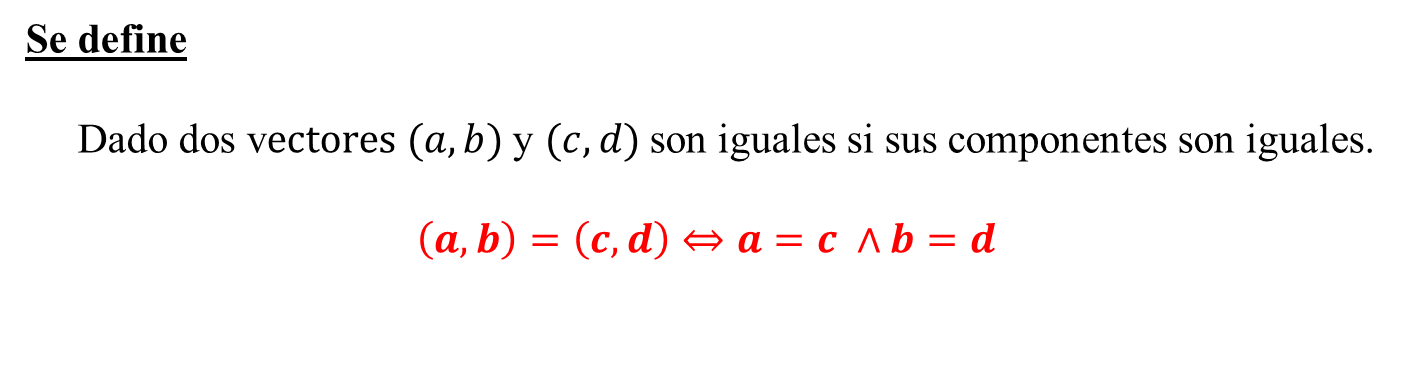 Se define
Dado dos vectores (a, b) y (c, d) son iguales si sus componentes son iguales.
(a, b) = (c, d) ⇔ a = c ∧ b = d